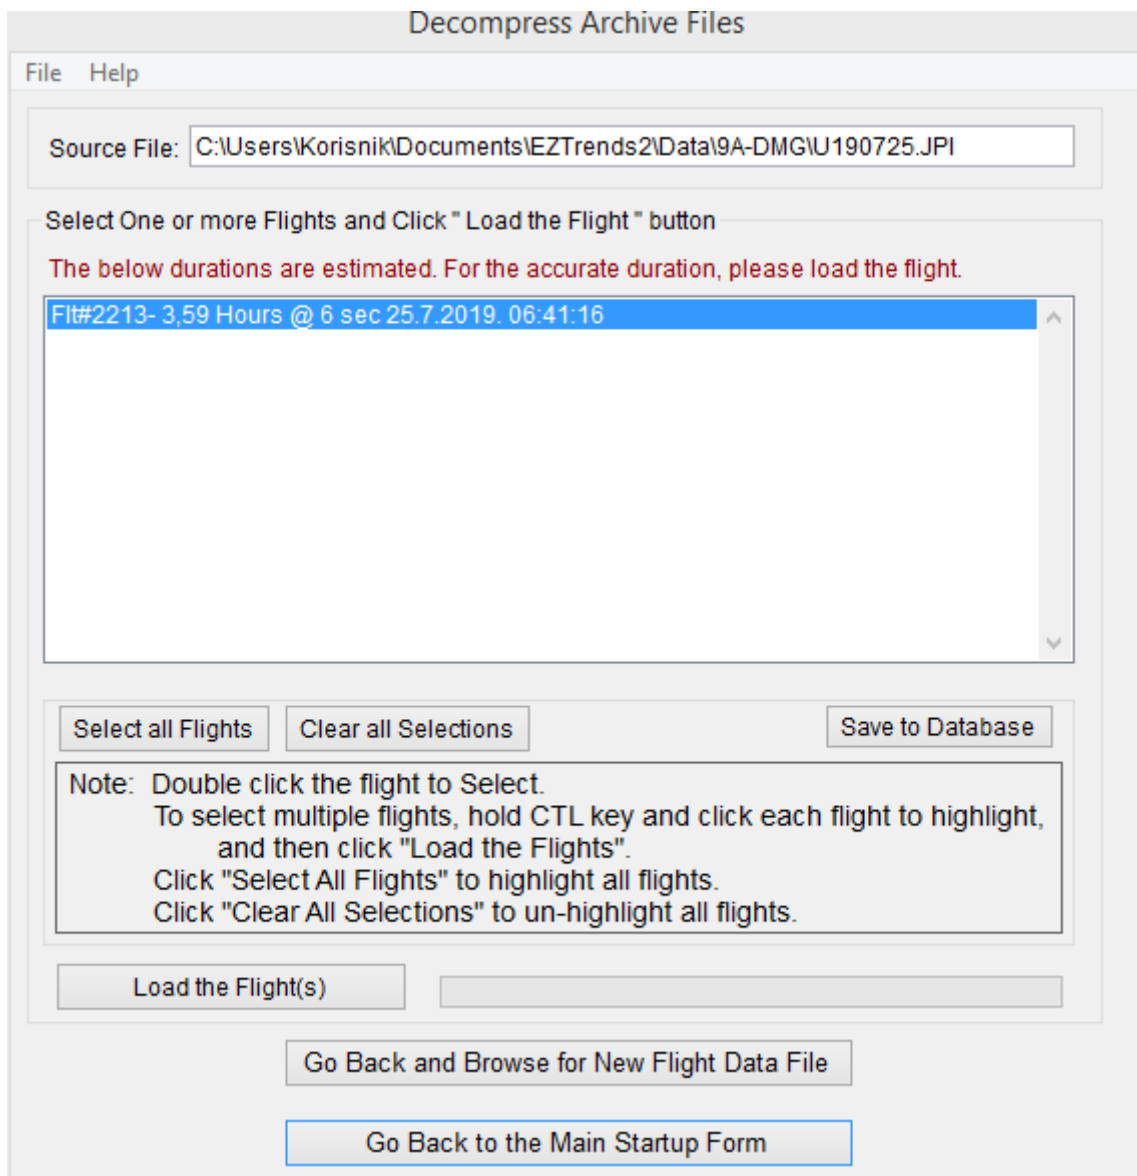 Decompress Archive Files
File Help
Source File: C:\Users\Korisnik\Documents\EZTrends2\Data\9A-DMG\U190725.JPI
Select One or more Flights and Click " Load the Flight " button
The below durations are estimated. For the accurate duration, please load the flight.
Flt#2213- 3,59 Hours @ 6 sec 25.7.2019. 06:41:16
Select all Flights Clear all Selections Save to Database
Note: Double click the flight to Select.
To select multiple flights, hold CTL key and click each flight to highlight,
and then click "Load the Flights".
Click "Select All Flights" to highlight all flights.
Click "Clear All Selections" to un-highlight all flights.
Load the Flight(s)
Go Back and Browse for New Flight Data File
Go Back to the Main Startup Form